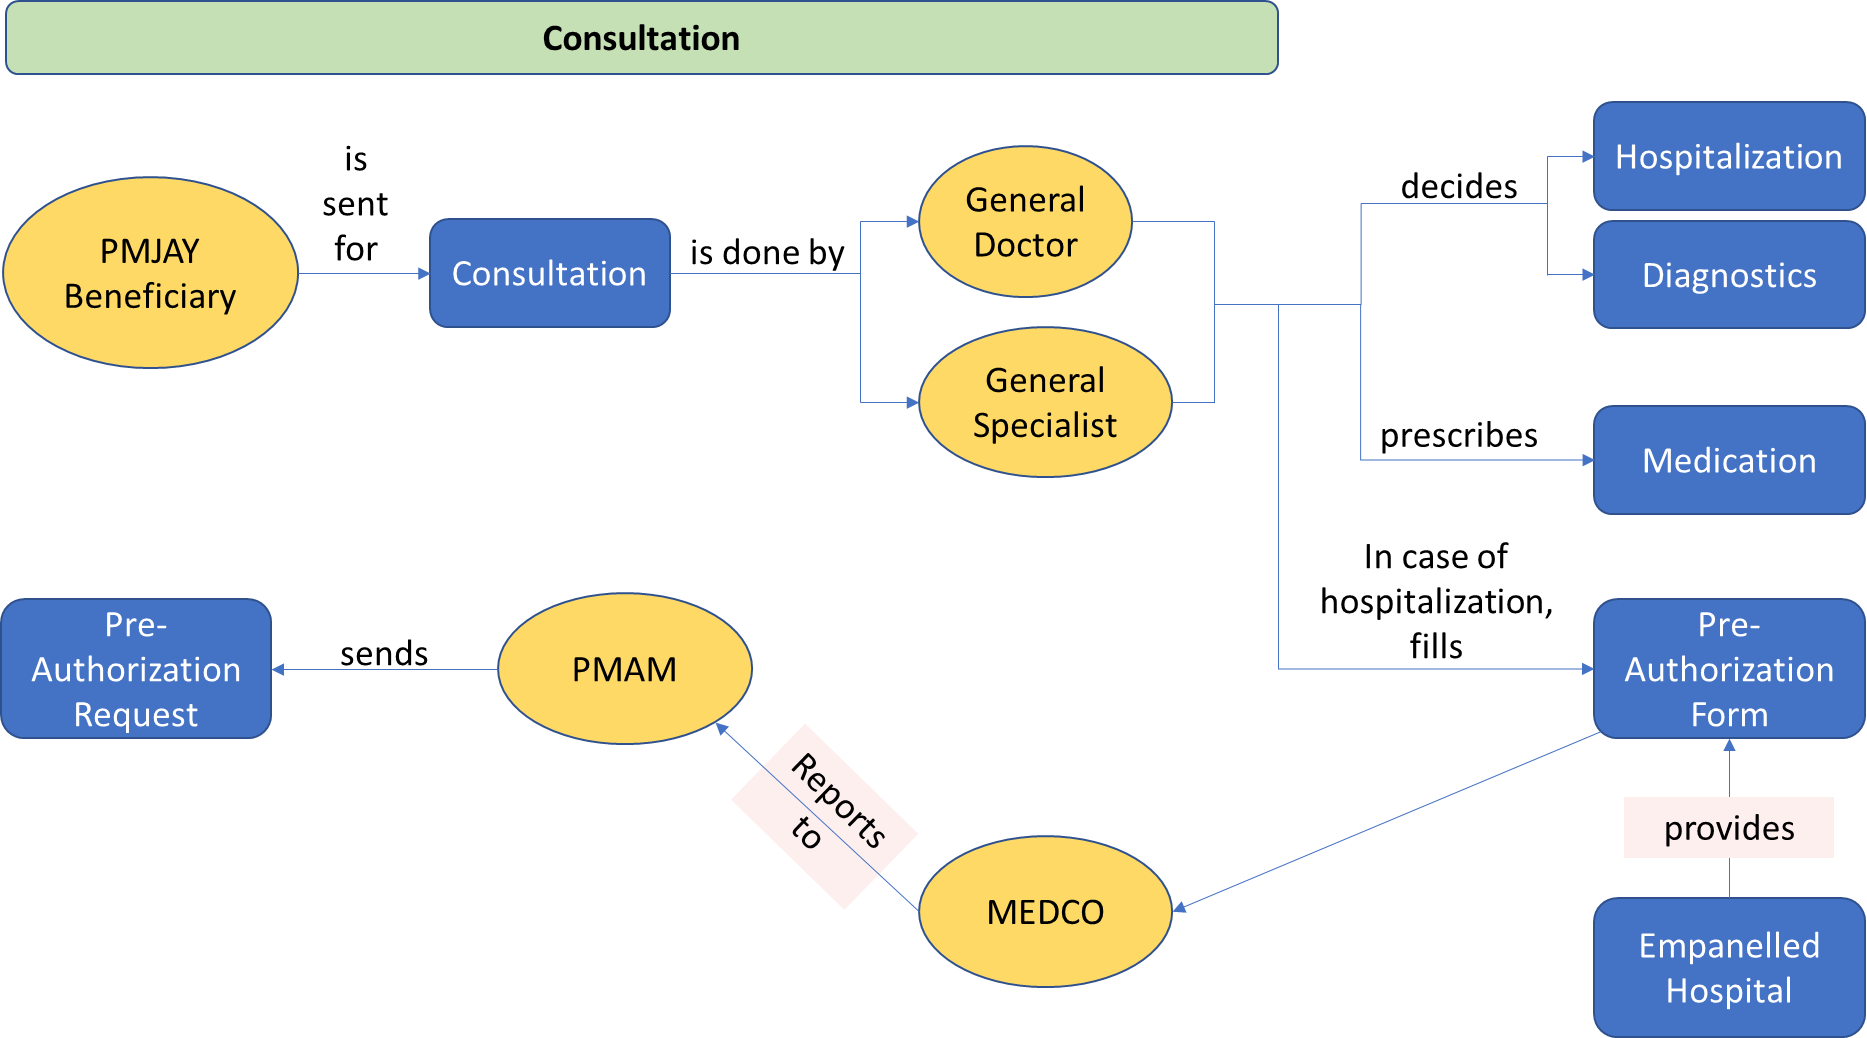 Consultation
PMJAY
Beneficiary
is
sent
for
Consultation
is done by
General
Doctor
General
Specialist
decides
Hospitalization
Diagnostics
prescribes
Medication
In case of
hospitalization,
fills
Pre-
Authorization
Form
provides
Empanelled
Hospital
MEDCO
Reports
to
PMAM
sends
Pre-
Authorization
Request